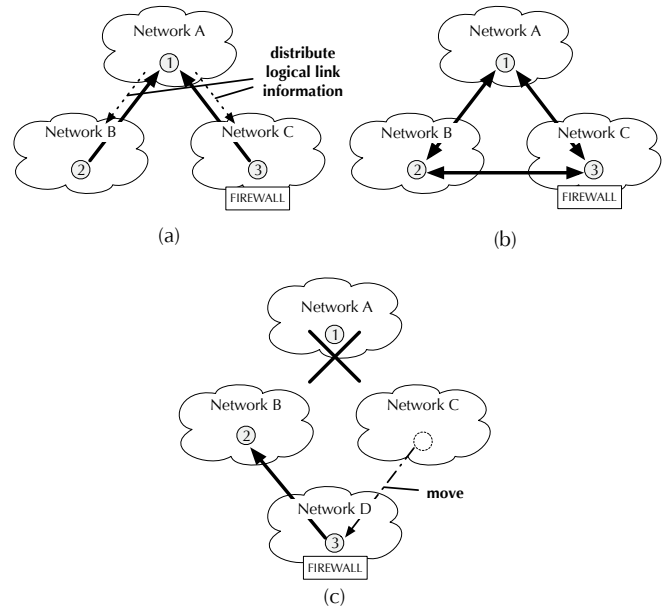 Network A
1
distribute
logical link
information
Network B
2
Network C
3
FIREWALL
(a)
Network A
1
Network B
2
Network C
3
FIREWALL
(b)
Network A
1
Network B
2
Network C
move
Network D
3
FIREWALL
(c)